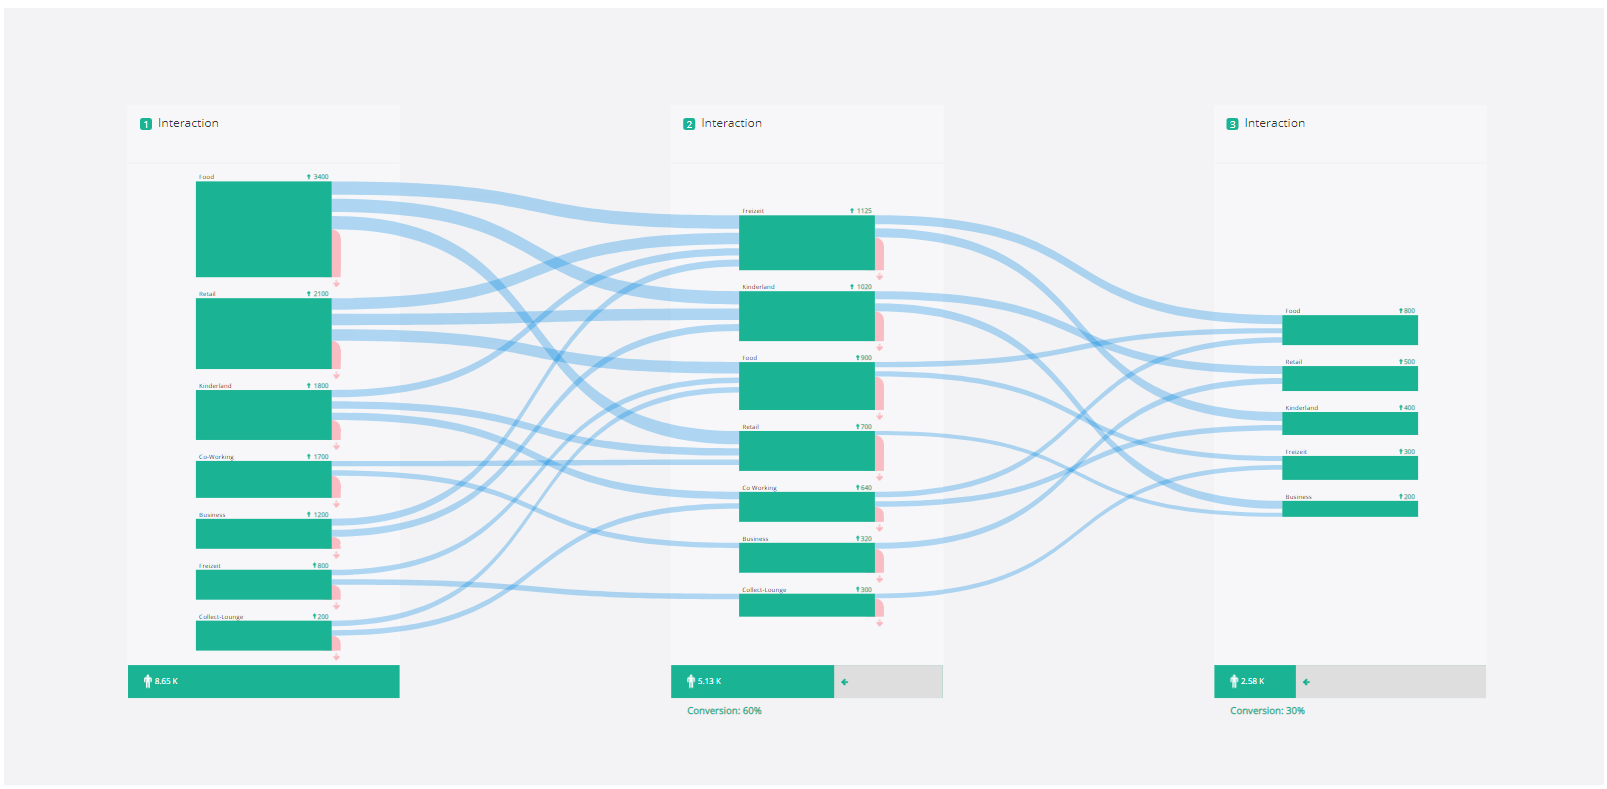 1 Interaction
Food 3400
Retail 2100
Kinderland 1800
Co-Working 1700
Business 1200
Freizeit 800
Collect-Lounge 200
8.65 K
2 Interaction
Freizeit 1125
Kinderland 1020
Food 900
Retail 700
Co Working 640
Business 320
Collect-Lounge 300
5.13 K
Conversion: 60%
3 Interaction
Food 800
Retail 500
Kinderland 400
Freizeit 300
Business 200
2.58 K
Conversion: 30%